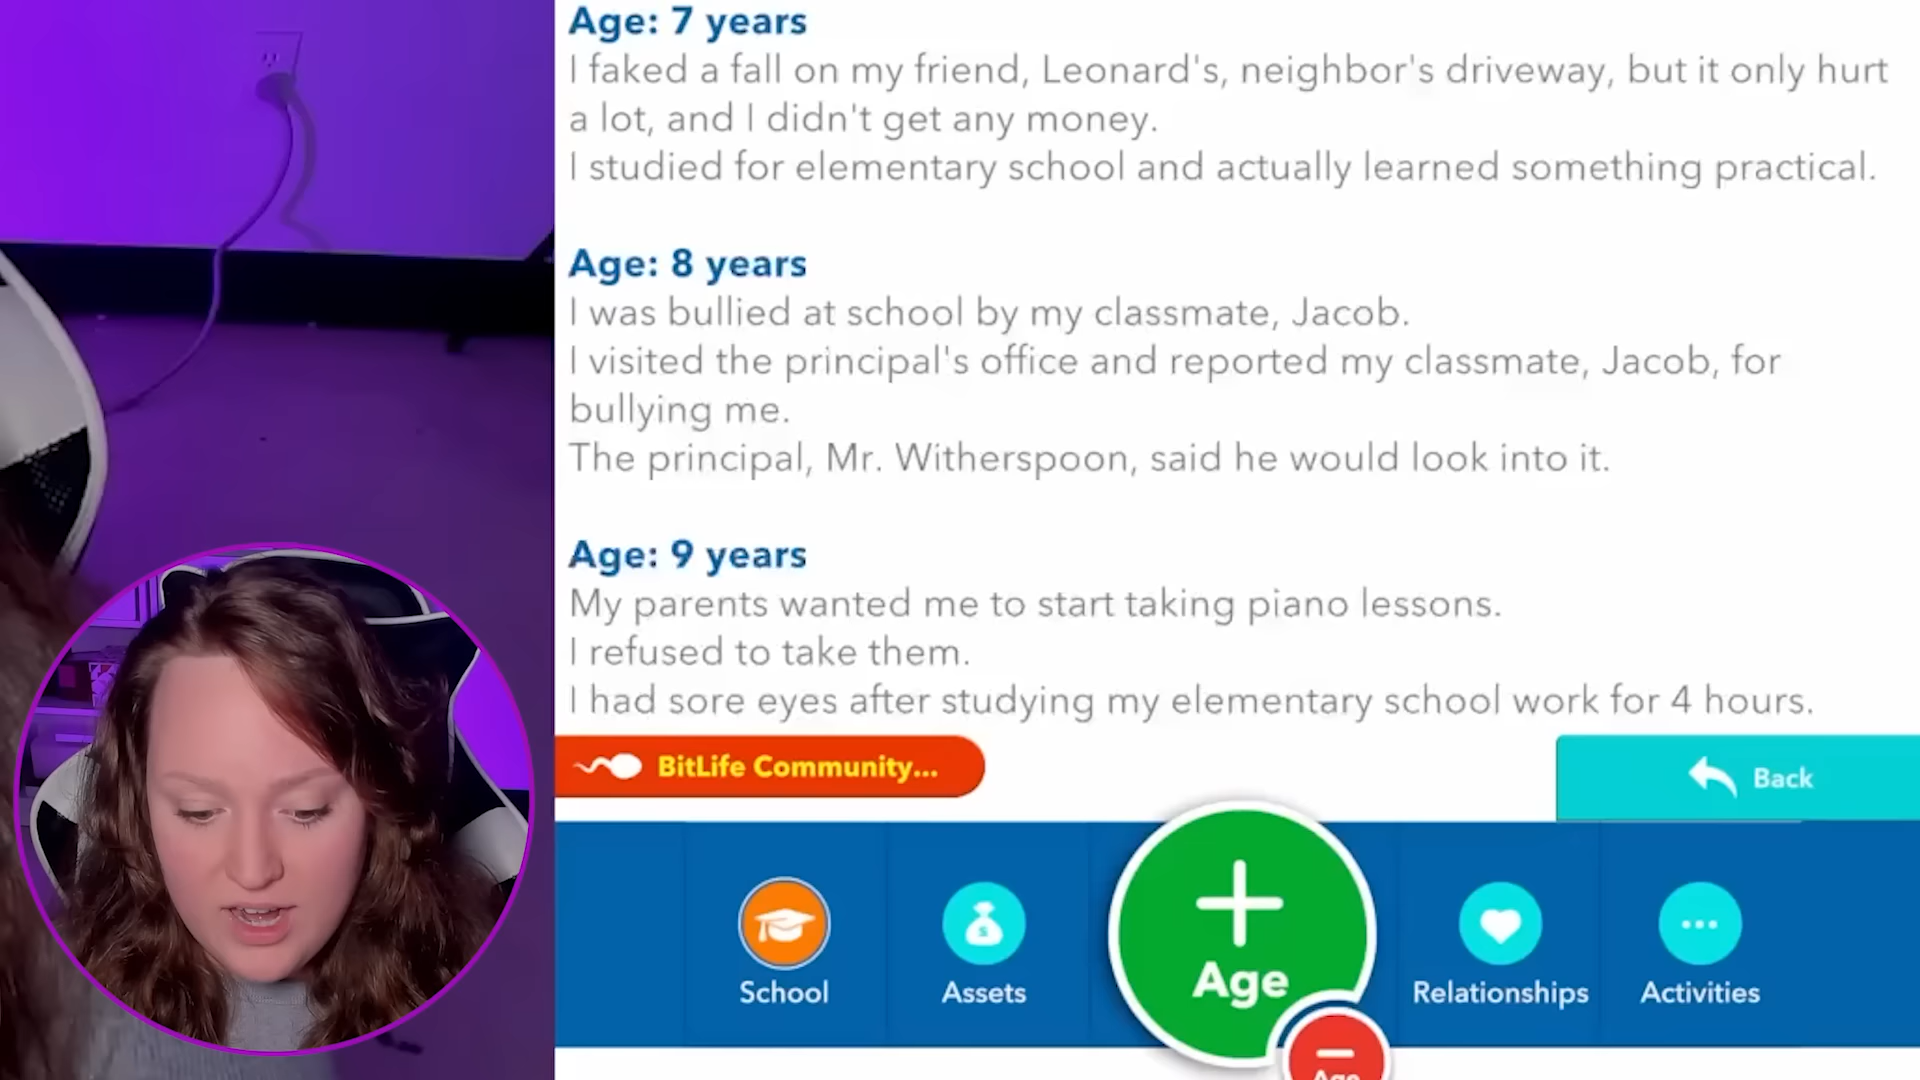 Age: 7 years
I faked a fall on my friend, Leonard's, neighbor's driveway, but it only hurt
a lot, and I didn't get any money.
I studied for elementary school and actually learned something practical.
Age: 8 years
I was bullied at school by my classmate, Jacob.
I visited the principal's office and reported my classmate, Jacob, for
bullying me.
The principal, Mr. Witherspoon, said he would look into it.
Age: 9 years
My parents wanted me to start taking piano lessons.
I refused to take them.
I had sore eyes after studying my elementary school work for 4 hours.
BitLife Community...
Back
School
Assets
Age
Relationships
Activities
Age